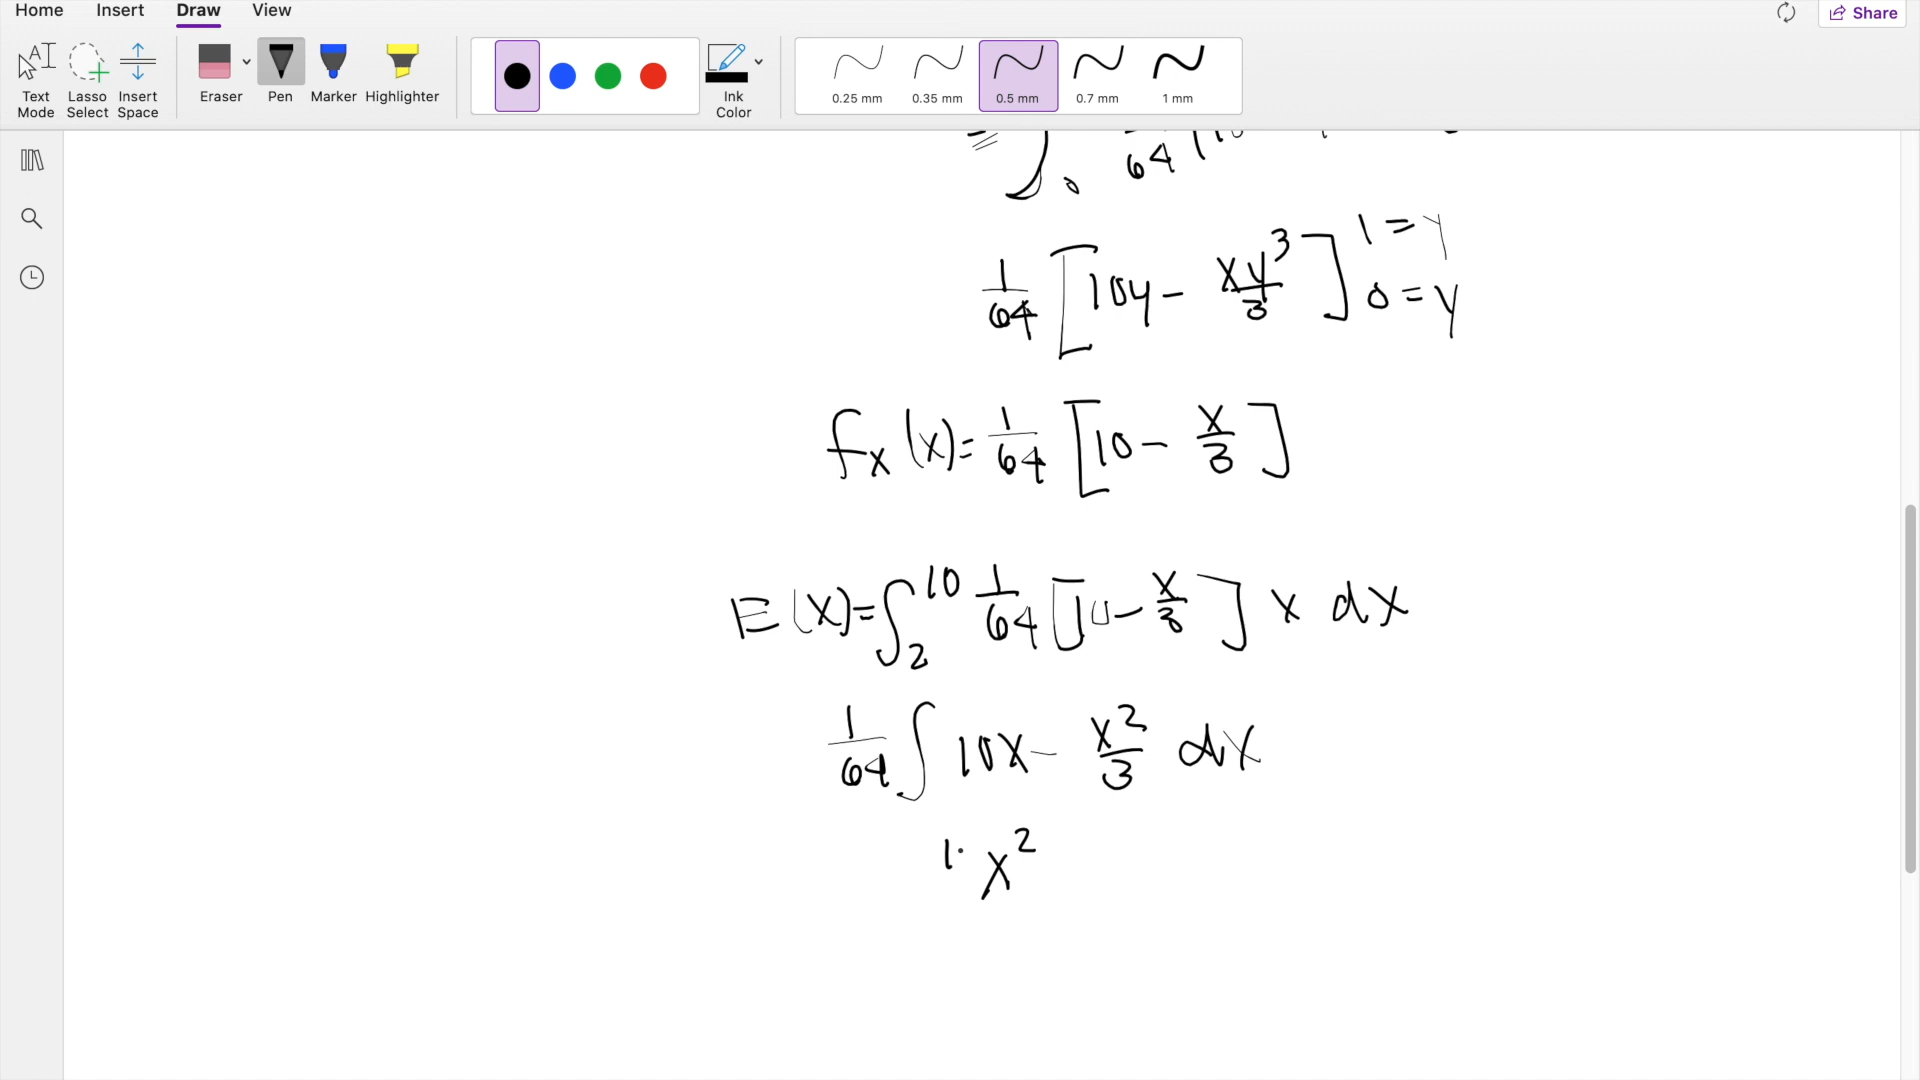 Home Insert Draw View Share
Text Mode Lasso Select Insert Space Eraser Pen Marker Highlighter Ink Color 0.25 mm 0.35 mm 0.5 mm 0.7 mm 1 mm
= ∫₀ /64
1/64 [10y - xy³/3] 1 = y
0 = y
fx(x) = 1/64 [10 - x/3]
E(X) = ∫₂¹⁰ 1/64 [10 - x/3] x dx
1/64 ∫ 10x - x²/3 dx
x²